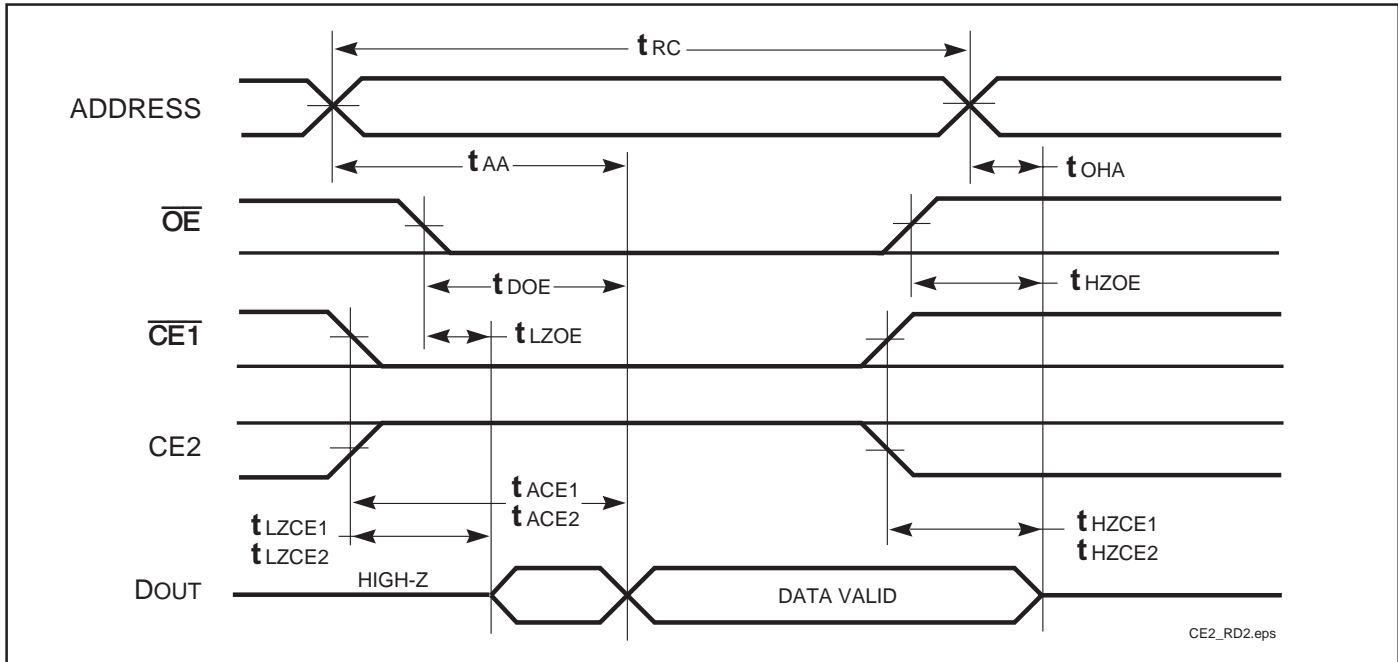 tRC
ADDRESS
tAA
tOHA
OE
tDOE
tHZOE
CE1
tLZOE
CE2
tACE1
tACE2
tLZCE1
tLZCE2
tHZCE1
tHZCE2
DOUT
HIGH-Z
DATA VALID
CE2_RD2.eps